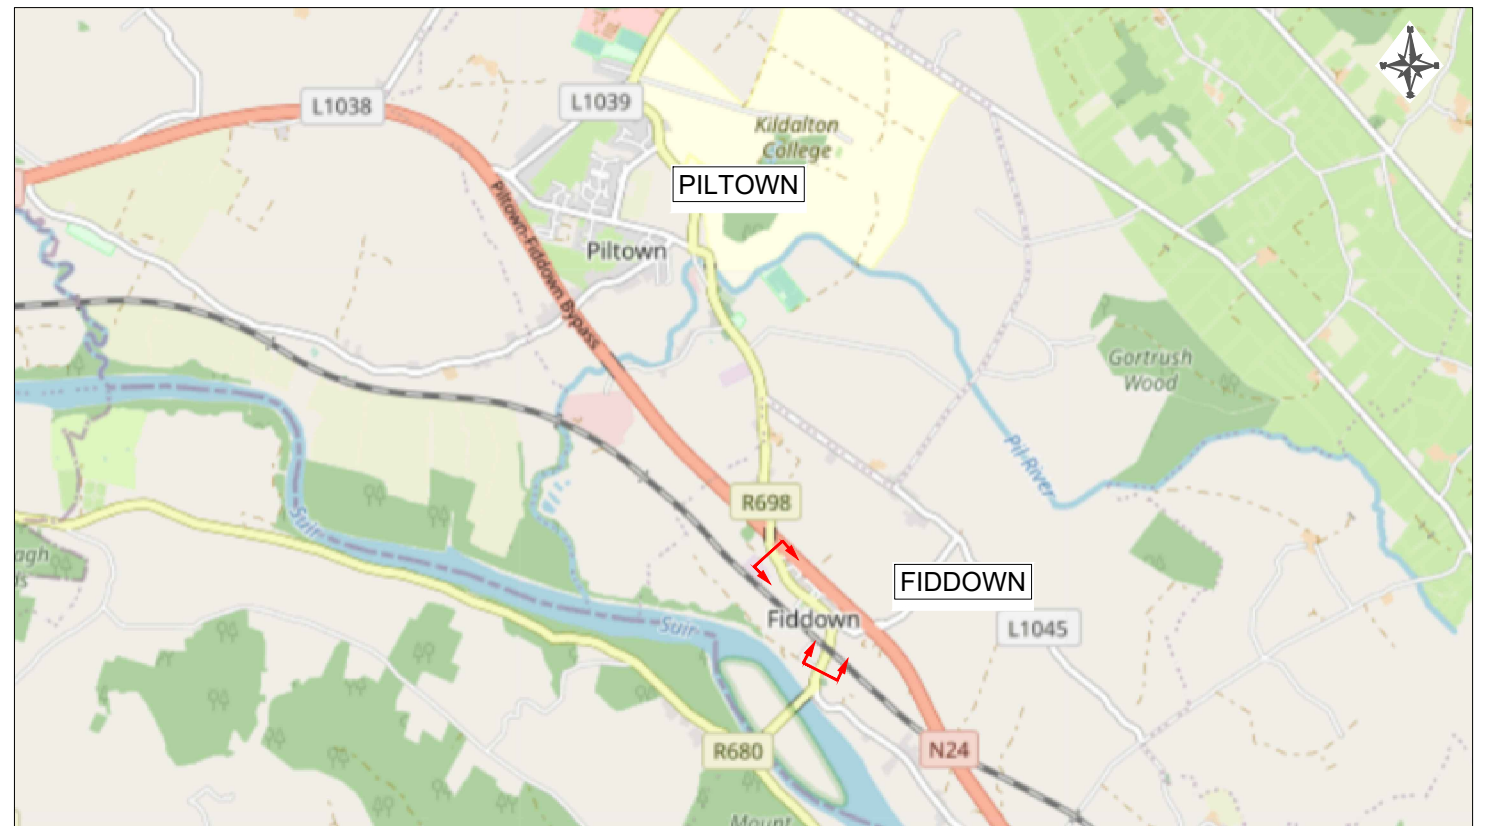 L1038
L1039
Kildalton
College
PILTOWN
Piltown-Fiddown Bypass
Piltown
Gortrush
Wood
Pil River
R698
Suir
agh
FIDDOWN
Fiddown
Suir
L1045
R680
N24
Mount